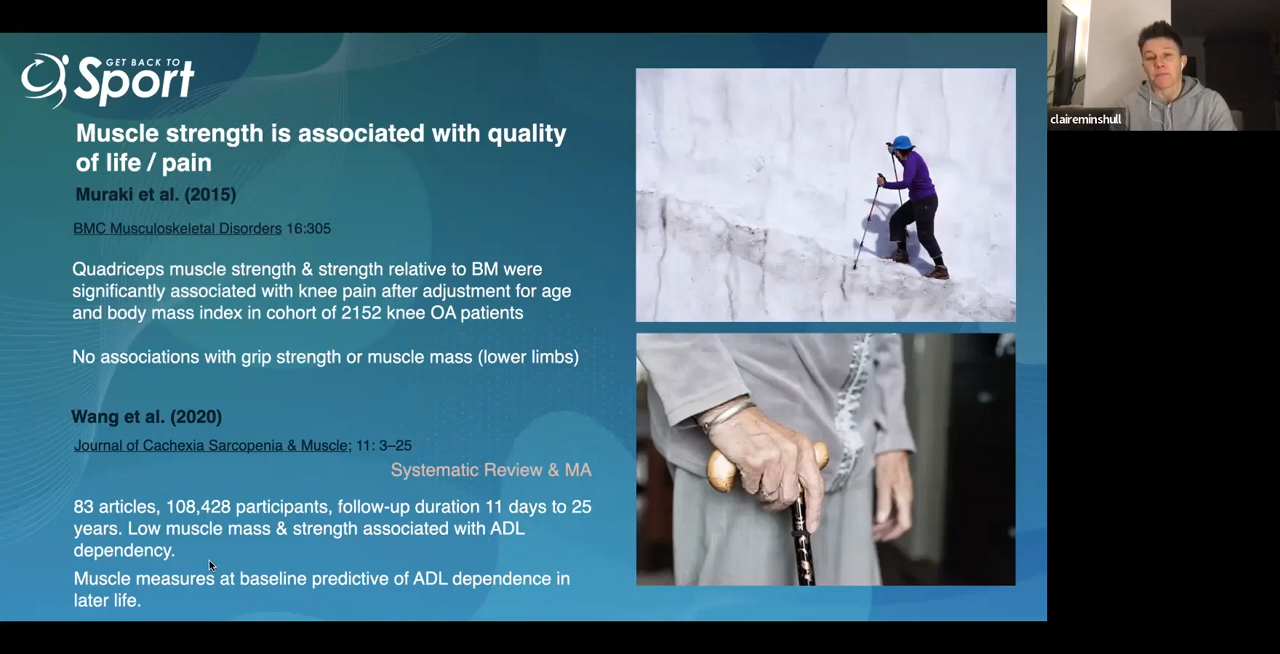 GET BACK TO
Sport
Muscle strength is associated with quality
of life / pain
Muraki et al. (2015)
BMC Musculoskeletal Disorders 16:305
Quadriceps muscle strength & strength relative to BM were
significantly associated with knee pain after adjustment for age
and body mass index in cohort of 2152 knee OA patients
No associations with grip strength or muscle mass (lower limbs)
Wang et al. (2020)
Journal of Cachexia Sarcopenia & Muscle; 11: 3–25
Systematic Review & MA
83 articles, 108,428 participants, follow-up duration 11 days to 25
years. Low muscle mass & strength associated with ADL
dependency.
Muscle measures at baseline predictive of ADL dependence in
later life.
claireminshull